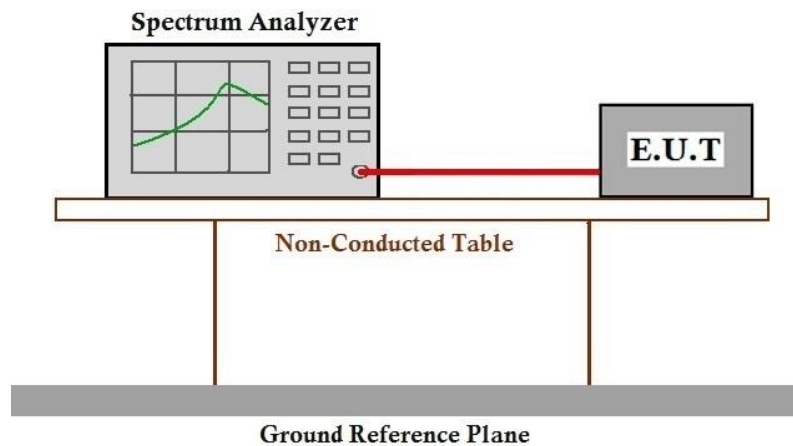 Spectrum Analyzer
E.U.T
Non-Conducted Table
Ground Reference Plane